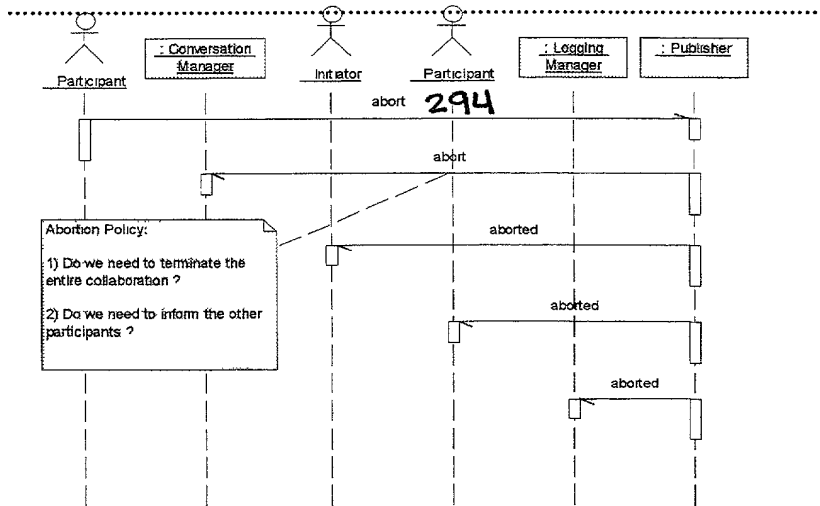 : Conversation
Manager
: Logging
Manager
: Publisher
Participant
Initiator
Participant
abort 294
abort
Abortion Policy:
1) Do we need to terminate the
entire collaboration ?
2) Do we need to inform the other
participants ?
aborted
aborted
aborted